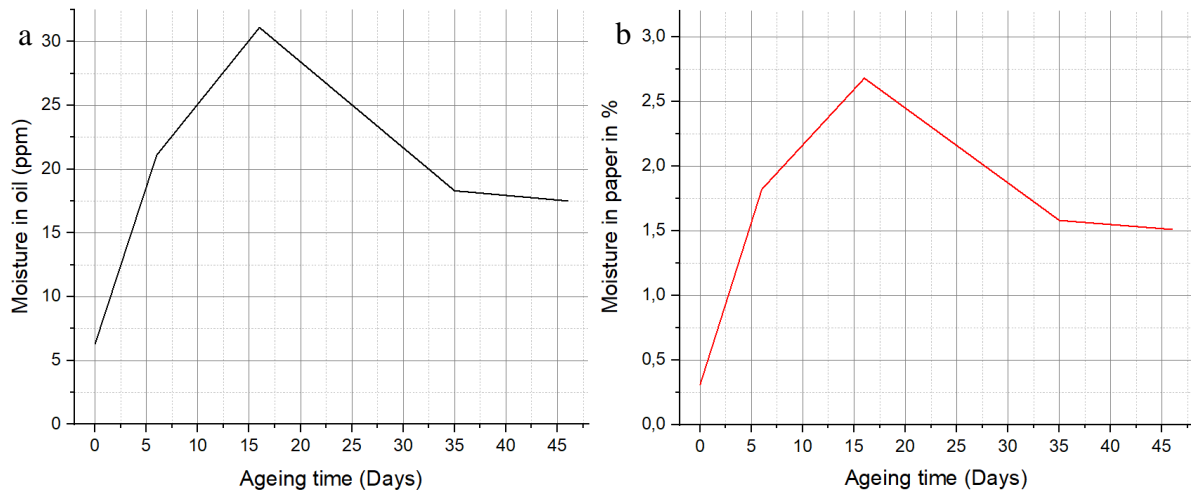 a
Moisture in oil (ppm)
30
25
20
15
10
5
0
0 5 10 15 20 25 30 35 40 45
Ageing time (Days)
b
Moisture in paper in %
3,0
2,5
2,0
1,5
1,0
0,5
0,0
0 5 10 15 20 25 30 35 40 45
Ageing time (Days)